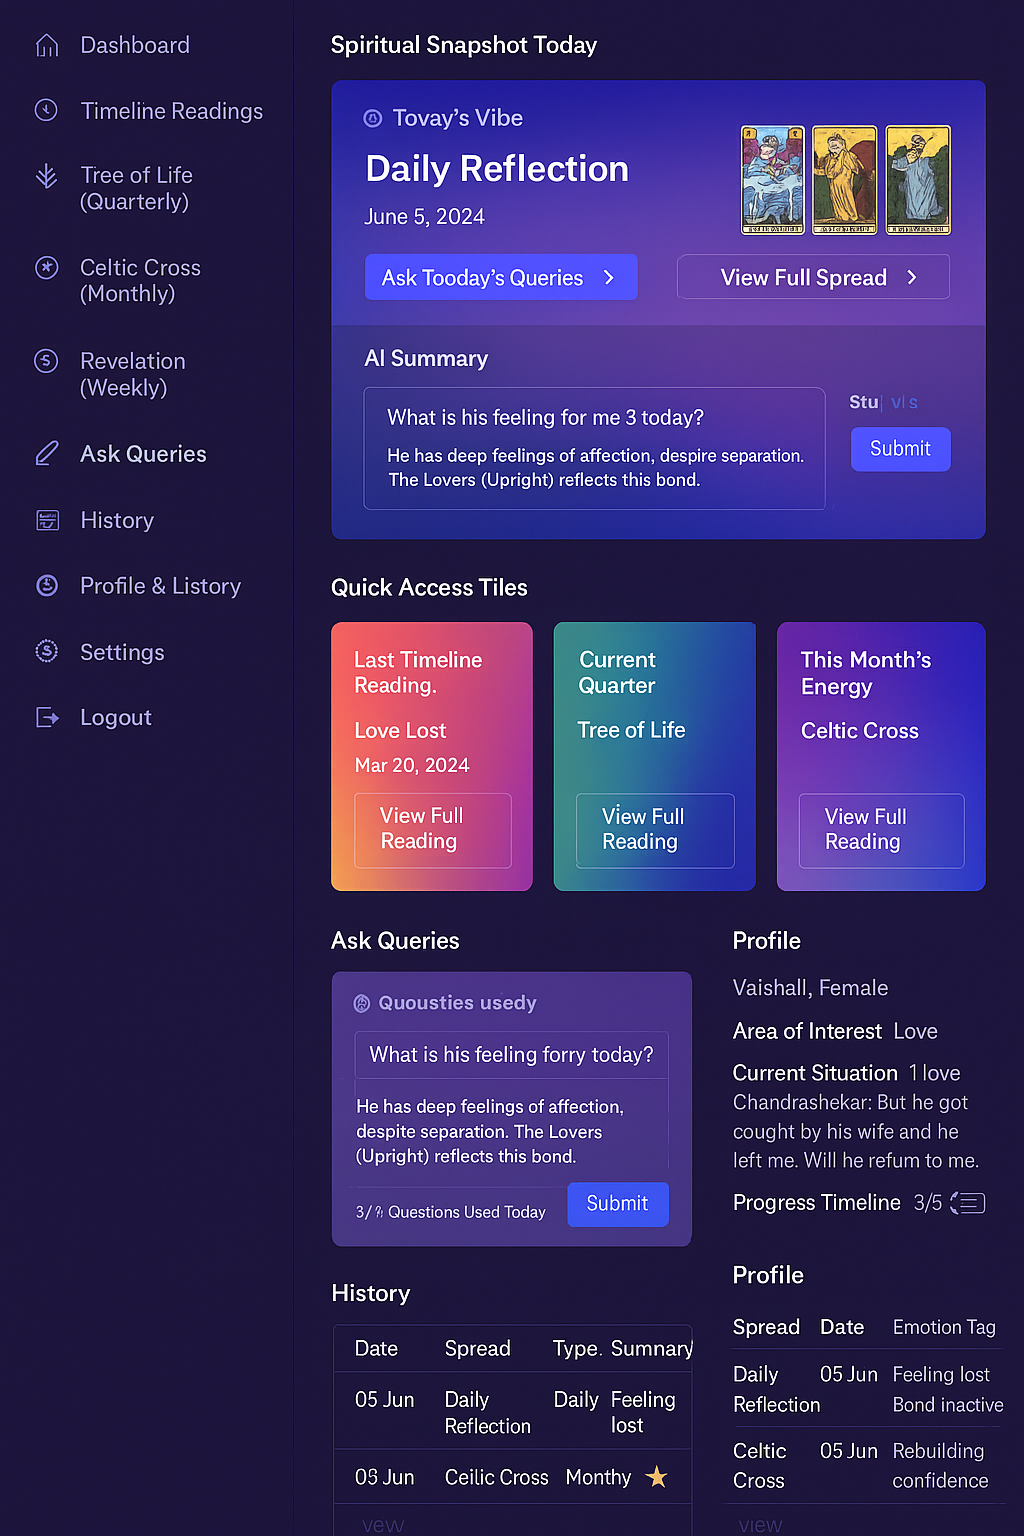 Dashboard
Timeline Readings
Tree of Life
(Quarterly)
Celtic Cross
(Monthly)
Revelation
(Weekly)
Ask Queries
History
Profile & Listory
Settings
Logout
Spiritual Snapshot Today
Tovay's Vibe
Daily Reflection
June 5, 2024
Ask Tooday's Queries
View Full Spread
AI Summary
What is his feeling for me 3 today?
He has deep feelings of affection, despire separation.
The Lovers (Upright) reflects this bond.
Stu
Submit
Quick Access Tiles
Last Timeline
Reading.
Love Lost
Mar 20, 2024
View Full
Reading
Current
Quarter
Tree of Life
View Full
Reading
This Month's
Energy
Celtic Cross
View Full
Reading
Ask Queries
Quousties usedy
What is his feeling forry today?
He has deep feelings of affection,
despite separation. The Lovers
(Upright) reflects this bond.
3/ Questions Used Today
Submit
Profile
Vaishall, Female
Area of Interest Love
Current Situation 1 love
Chandrashekar: But he got
cought by his wife and he
left me. Will he refum to me.
Progress Timeline 3/5
History
Date Spread Type. Sumnary
05 Jun Daily Reflection Daily Feeling lost
Jun Ceilic Cross Monthy
vew
Profile
Spread Date Emotion Tag
Daily Reflection 05 Jun Feeling lost Bond inactive
Celtic Cross 05 Jun Rebuilding confidence
view